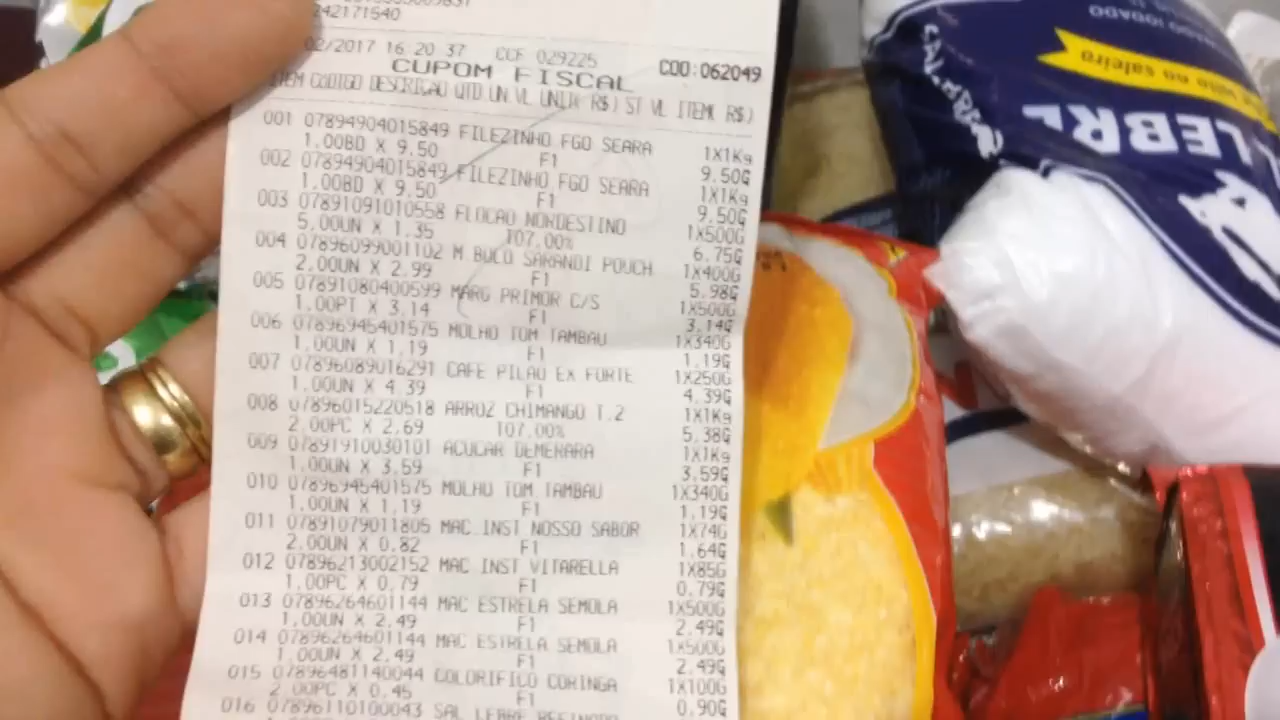 242171540
02/2017 16 20 37 CCF 029225 COO:062049
CUPOM FISCAL
ITEM CÓDIGO DESCRIÇÃO QTD UN VL UNIT( R$) ST VL ITEM( R$)
001 07894904015849 FILEZINHO FGO SEARA 1X1Kg
1,00BD X 9,50 F1 9,50G
002 07894904015849 FILEZINHO FGO SEARA 1X1Kg
1,00BD X 9,50 F1 9,50G
003 07891091010558 FLOCAO NORDESTINO 1X500G
5,00UN X 1,35 T07,00% 6,75G
004 07896099001102 M BOLO SARANDI POUCH 1X400G
2,00UN X 2,99 F1 5,98G
005 07891080400599 MARG PRIMOR C/S 1X500G
1,00PT X 3,14 F1 3,14G
006 07896945401575 MOLHO TOM TAMBAU 1X340G
1,00UN X 1,19 F1 1,19G
007 07896089016291 CAFE PILAO EX FORTE 1X250G
1,00UN X 4,39 F1 4,39G
008 07896015220518 ARROZ CHIMANGO T.2 1X1Kg
2,00PC X 2,69 T07,00% 5,38G
009 07891910030101 ACUCAR DEMERARA 1X1Kg
1,00UN X 3,59 F1 3,59G
010 07896945401575 MOLHO TOM TAMBAU 1X340G
1,00UN X 1,19 F1 1,19G
011 07891079011805 MAC INST NOSSO SABOR 1X74G
2,00UN X 0,82 F1 1,64G
012 07896213002152 MAC INST VITARELLA 1X85G
1,00PC X 0,79 F1 0,79G
013 07896264601144 MAC ESTRELA SEMOLA 1X500G
1,00UN X 2,49 F1 2,49G
014 07896264601144 MAC ESTRELA SEMOLA 1X500G
1,00UN X 2,49 F1 2,49G
015 07896481140044 COLORIFICO CORINGA 1X100G
2,00PC X 0,45 F1 0,90G
016 07896110100043 SAL LEBRE REFINADO
IODADO
no saleiro
LEBRE